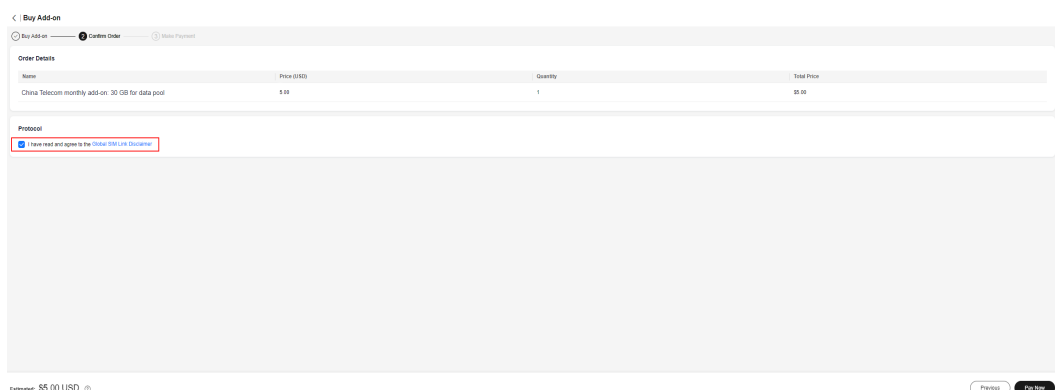 Buy Add-on
Buy Add-on 2 Confirm Order 3 Make Payment
Order Details
Name Price (USD) Quantity Total Price
China Telecom monthly add-on: 30 GB for data pool 5.00 1 $5.00
Protocol
I have read and agree to the Global SIM Link Disclaimer
Estimated: $5.00 USD
Previous Pay Now